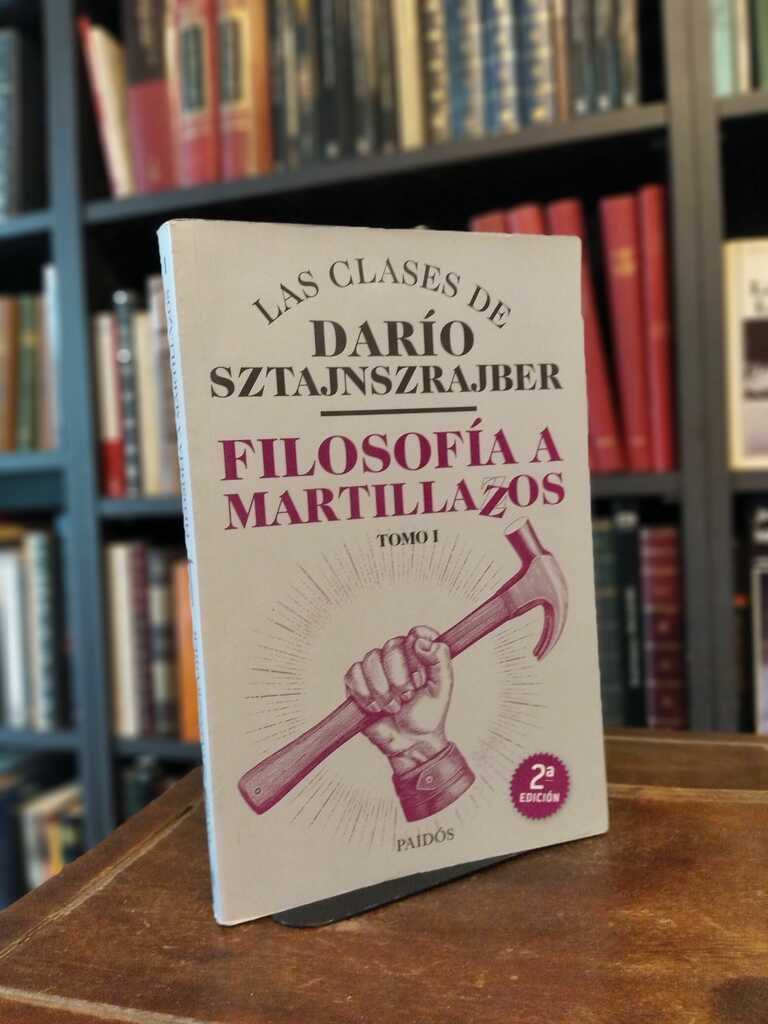 LAS CLASES DE
DARÍO
SZTAJNSZRAJBER
FILOSOFÍA A
MARTILLAZOS
TOMO I
2ª
EDICIÓN
PAIDÓS